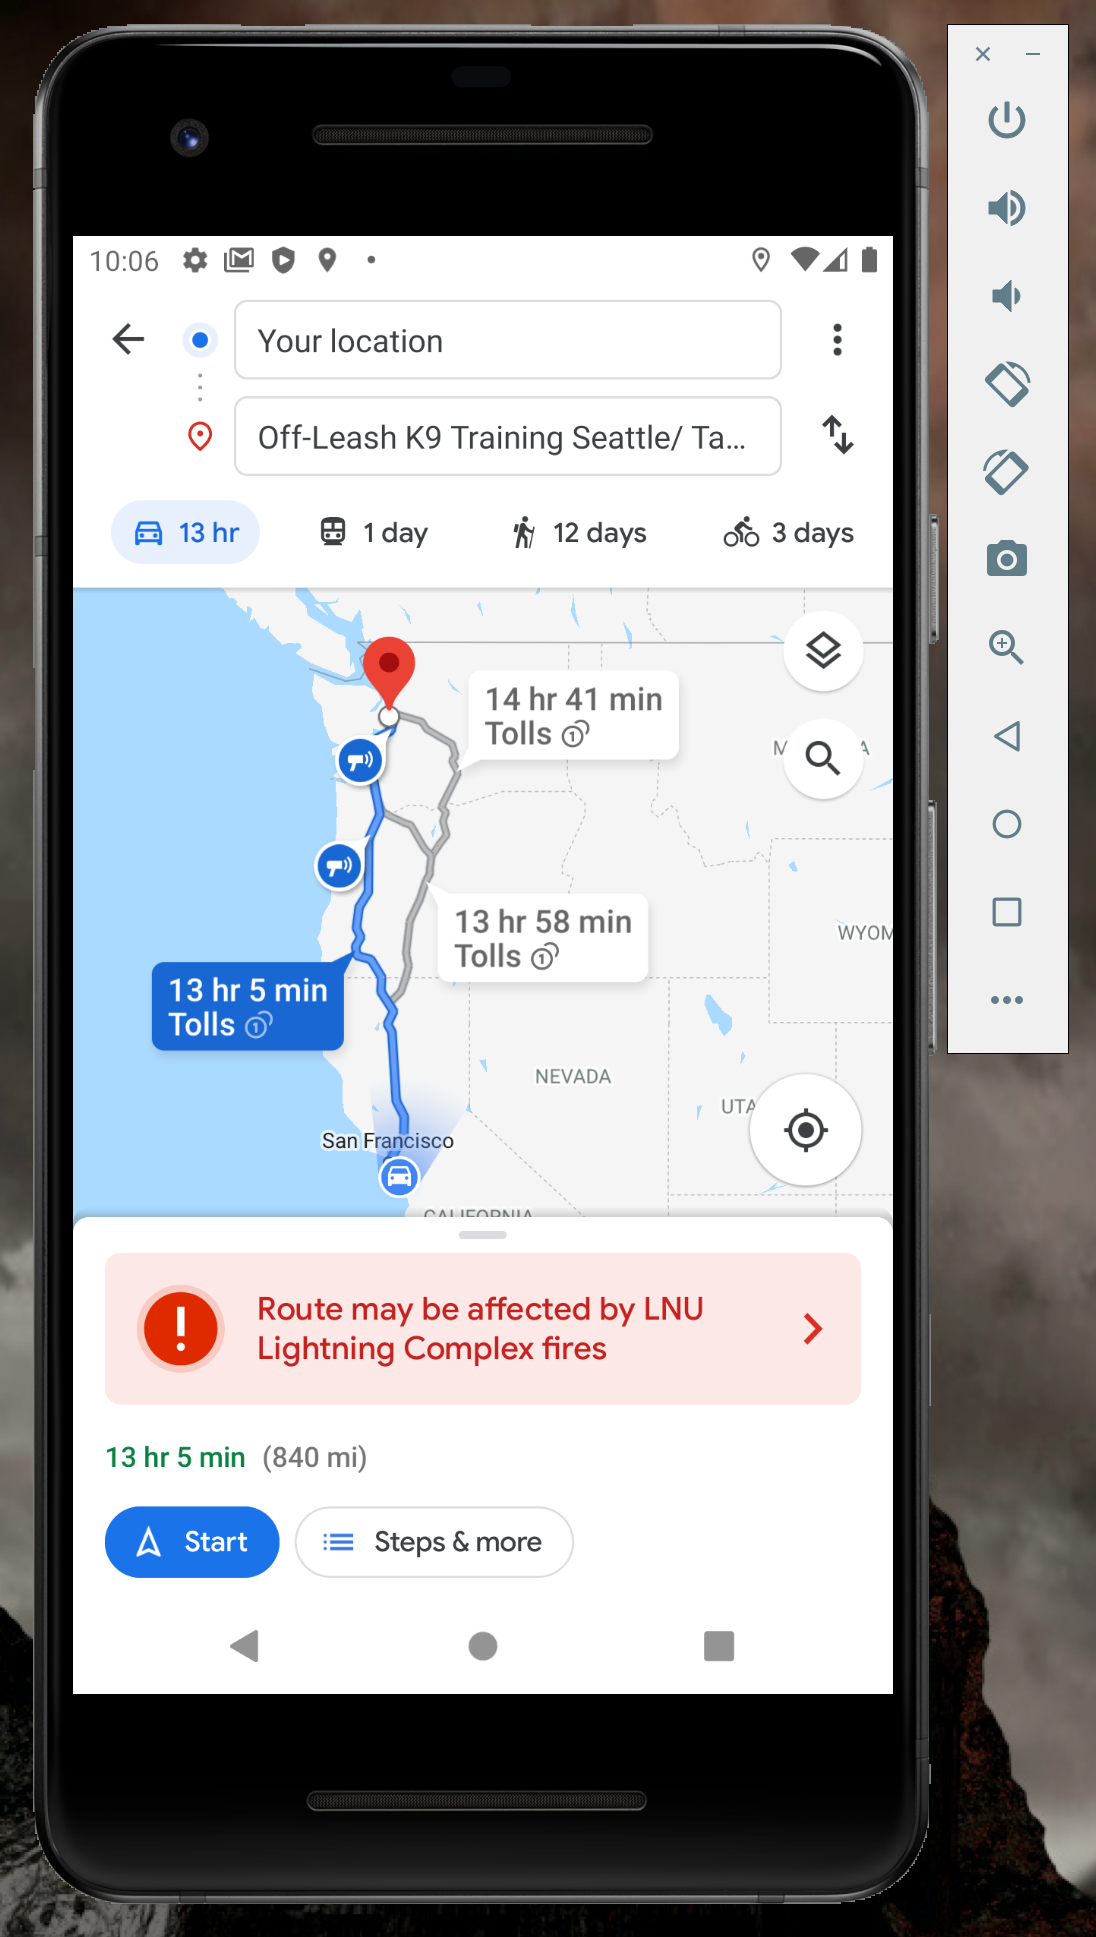 10:06
Your location
Off-Leash K9 Training Seattle/ Ta...
13 hr
1 day
12 days
3 days
14 hr 41 min
Tolls
13 hr 58 min
Tolls
WYOM
13 hr 5 min
Tolls
NEVADA
UTA
San Francisco
CALIFORNIA
Route may be affected by LNU
Lightning Complex fires
13 hr 5 min (840 mi)
Start
Steps & more